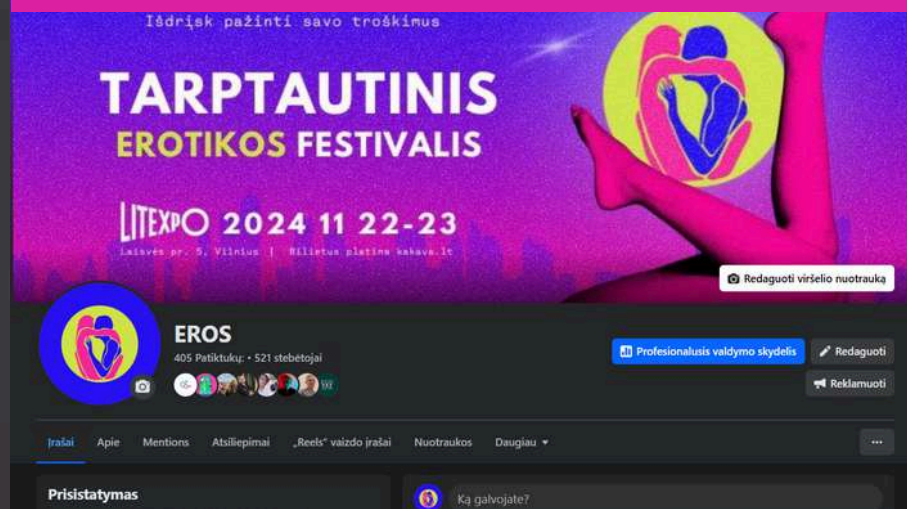 Išdrįsk pažinti savo troškimus
TARPTAUTINIS
EROTIKOS FESTIVALIS
LITEXPO 2024 11 22-23
Laisvės pr. 5, Vilnius | Bilietus platina kakava.lt
Redaguoti viršelio nuotrauką
EROS
405 Patiktukų: • 521 stebėtojai
Profesionalusis valdymo skydelis
Redaguoti
Reklamuoti
Įrašai Apie Mentions Atsiliepimai „Reels“ vaizdo įrašai Nuotraukos Daugiau
Prisistatymas
Ką galvojate?